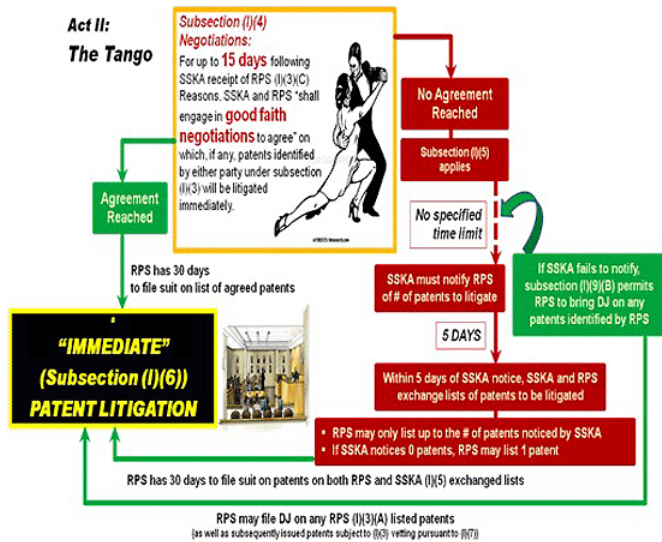 Act II:
The Tango
Subsection (l)(4)
Negotiations:
For up to 15 days following
SSKA receipt of RPS (l)(3)(C)
Reasons, SSKA and RPS "shall
engage in good faith
negotiations to agree" on
which, if any, patents identified
by either party under subsection
(l)(3) will be litigated
immediately.
Agreement
Reached
RPS has 30 days
to file suit on list of agreed patents
"IMMEDIATE"
(Subsection (l)(6))
PATENT LITIGATION
No Agreement
Reached
Subsection (l)(5)
applies
No specified
time limit
SSKA must notify RPS
of # of patents to litigate
If SSKA fails to notify,
subsection (l)(9)(B) permits
RPS to bring DJ on any
patents identified by RPS
5 DAYS
Within 5 days of SSKA notice, SSKA and RPS
exchange lists of patents to be litigated
• RPS may only list up to the # of patents noticed by SSKA
• If SSKA notices 0 patents, RPS may list 1 patent
RPS has 30 days to file suit on patents on both RPS and SSKA (l)(5) exchanged lists
RPS may file DJ on any RPS (l)(3)(A) listed patents
(as well as subsequently issued patents subject to (l)(3) vetting pursuant to (l)(7))